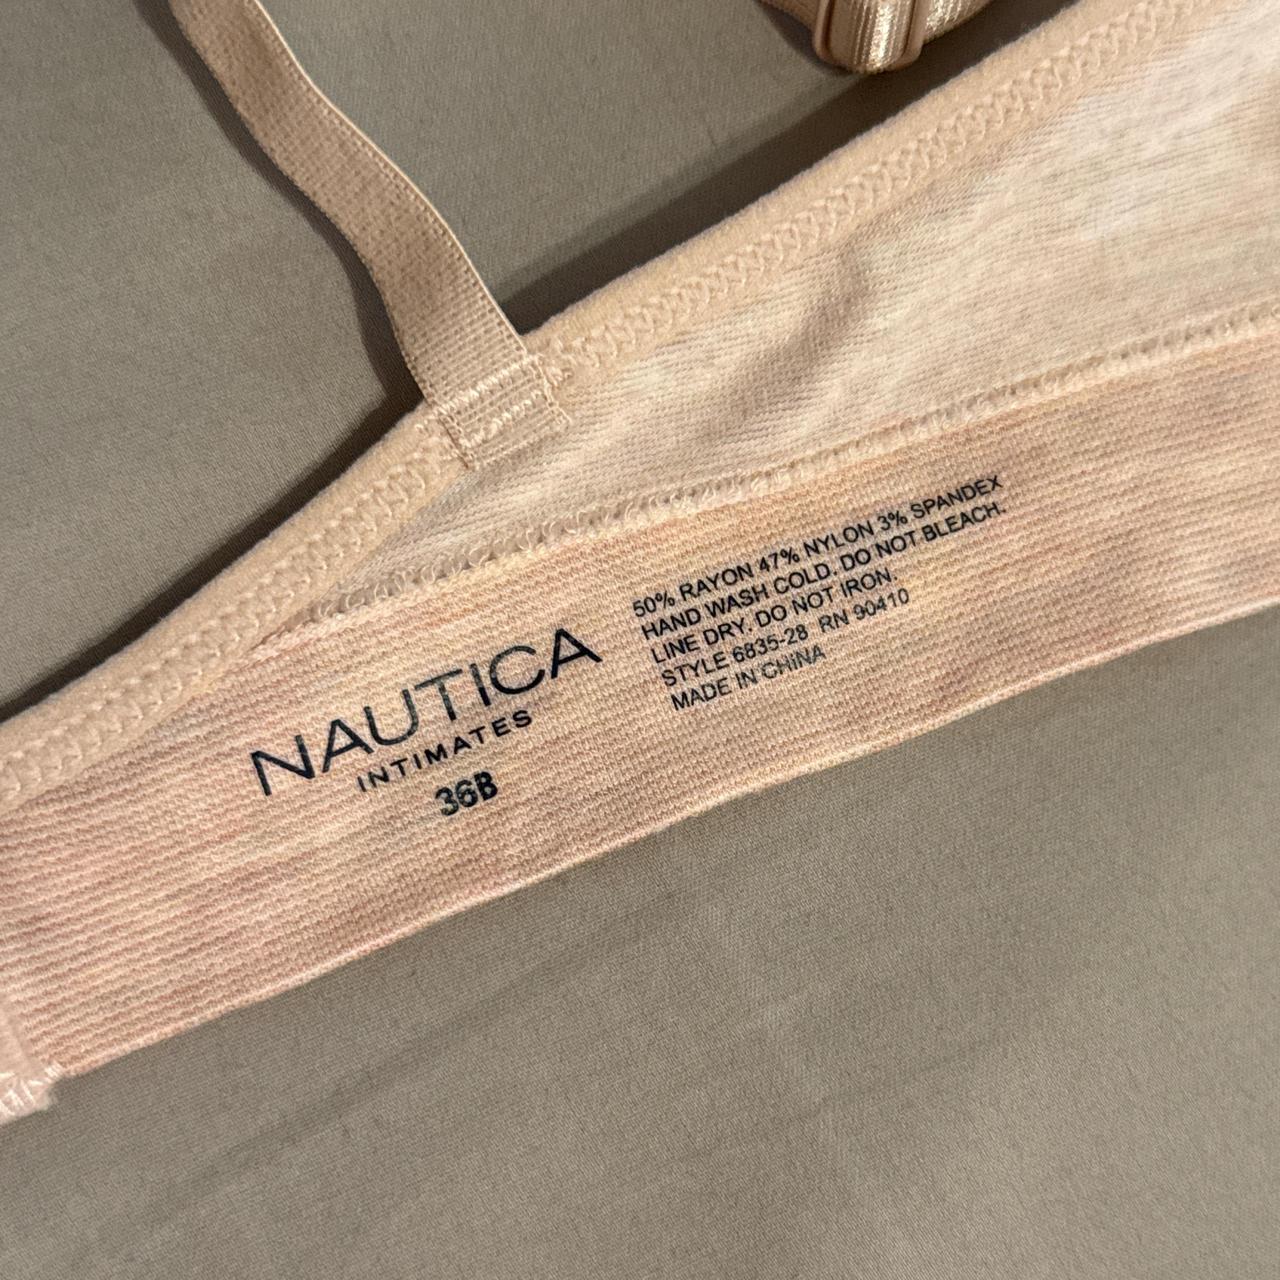 NAUTICA
INTIMATES
36B
50% RAYON 47% NYLON 3% SPANDEX
HAND WASH COLD. DO NOT BLEACH.
LINE DRY. DO NOT IRON.
STYLE 6835-28 RN 90410
MADE IN CHINA